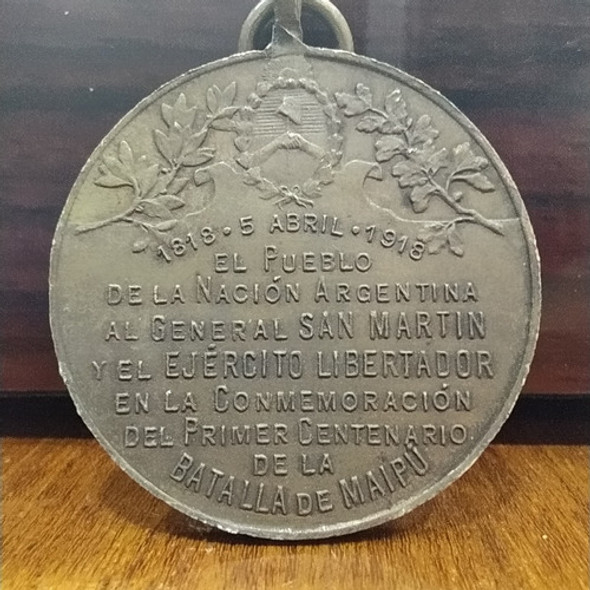 1818 • 5 ABRIL • 1918
EL PUEBLO
DE LA NACIÓN ARGENTINA
AL GENERAL SAN MARTIN
Y EL EJÉRCITO LIBERTADOR
EN LA CONMEMORACIÓN
DEL PRIMER CENTENARIO
DE LA
BATALLA DE MAIPÚ